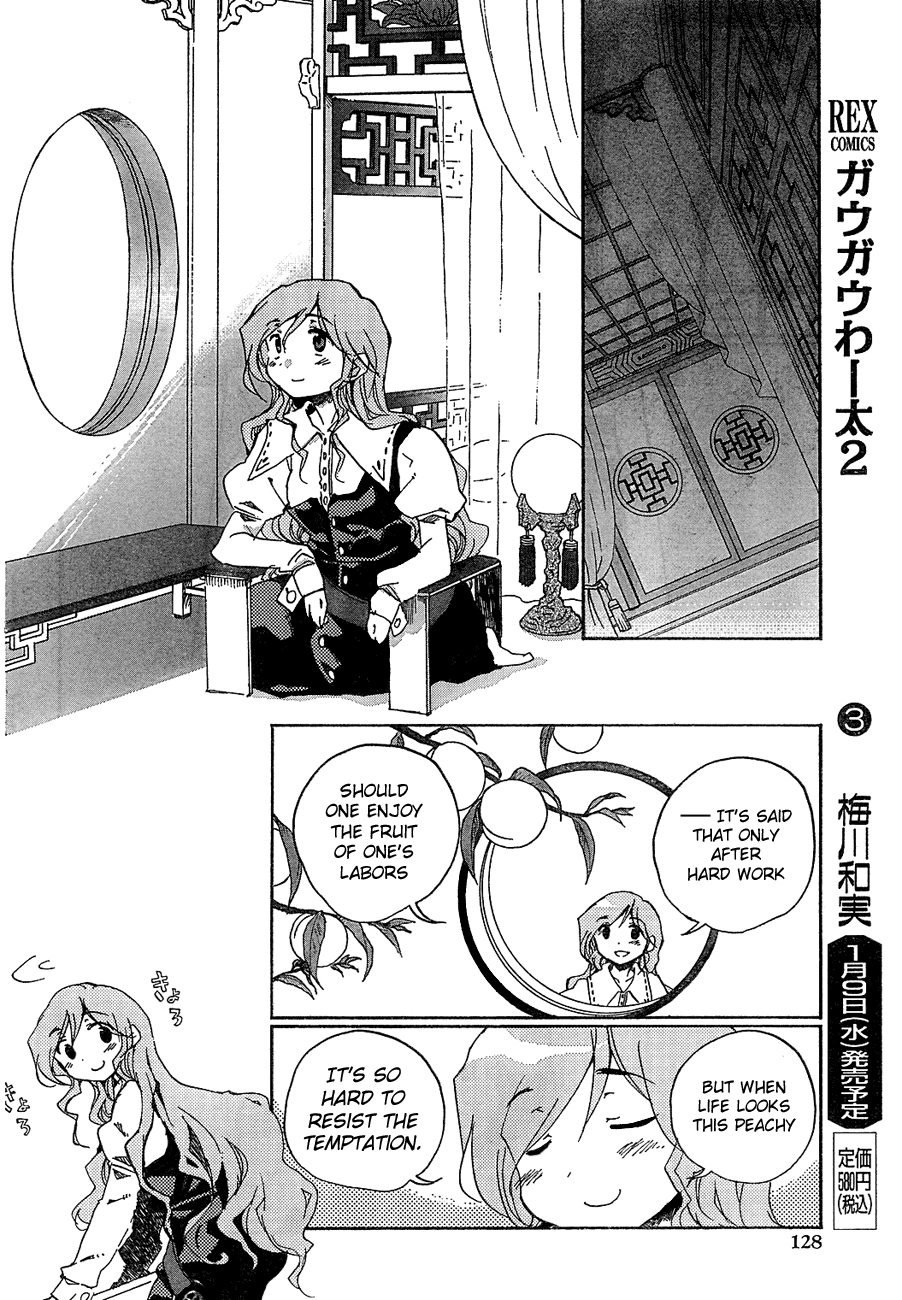 REX
COMICS
ガウガウわー太2
③
梅川和実
1月9日(水)発売予定
定価
580円
(税込)
— IT'S SAID
THAT ONLY
AFTER
HARD WORK
SHOULD
ONE ENJOY
THE FRUIT
OF ONE'S
LABORS
BUT WHEN
LIFE LOOKS
THIS PEACHY
IT'S SO
HARD TO
RESIST THE
TEMPTATION.
きょろ
きょろ
128